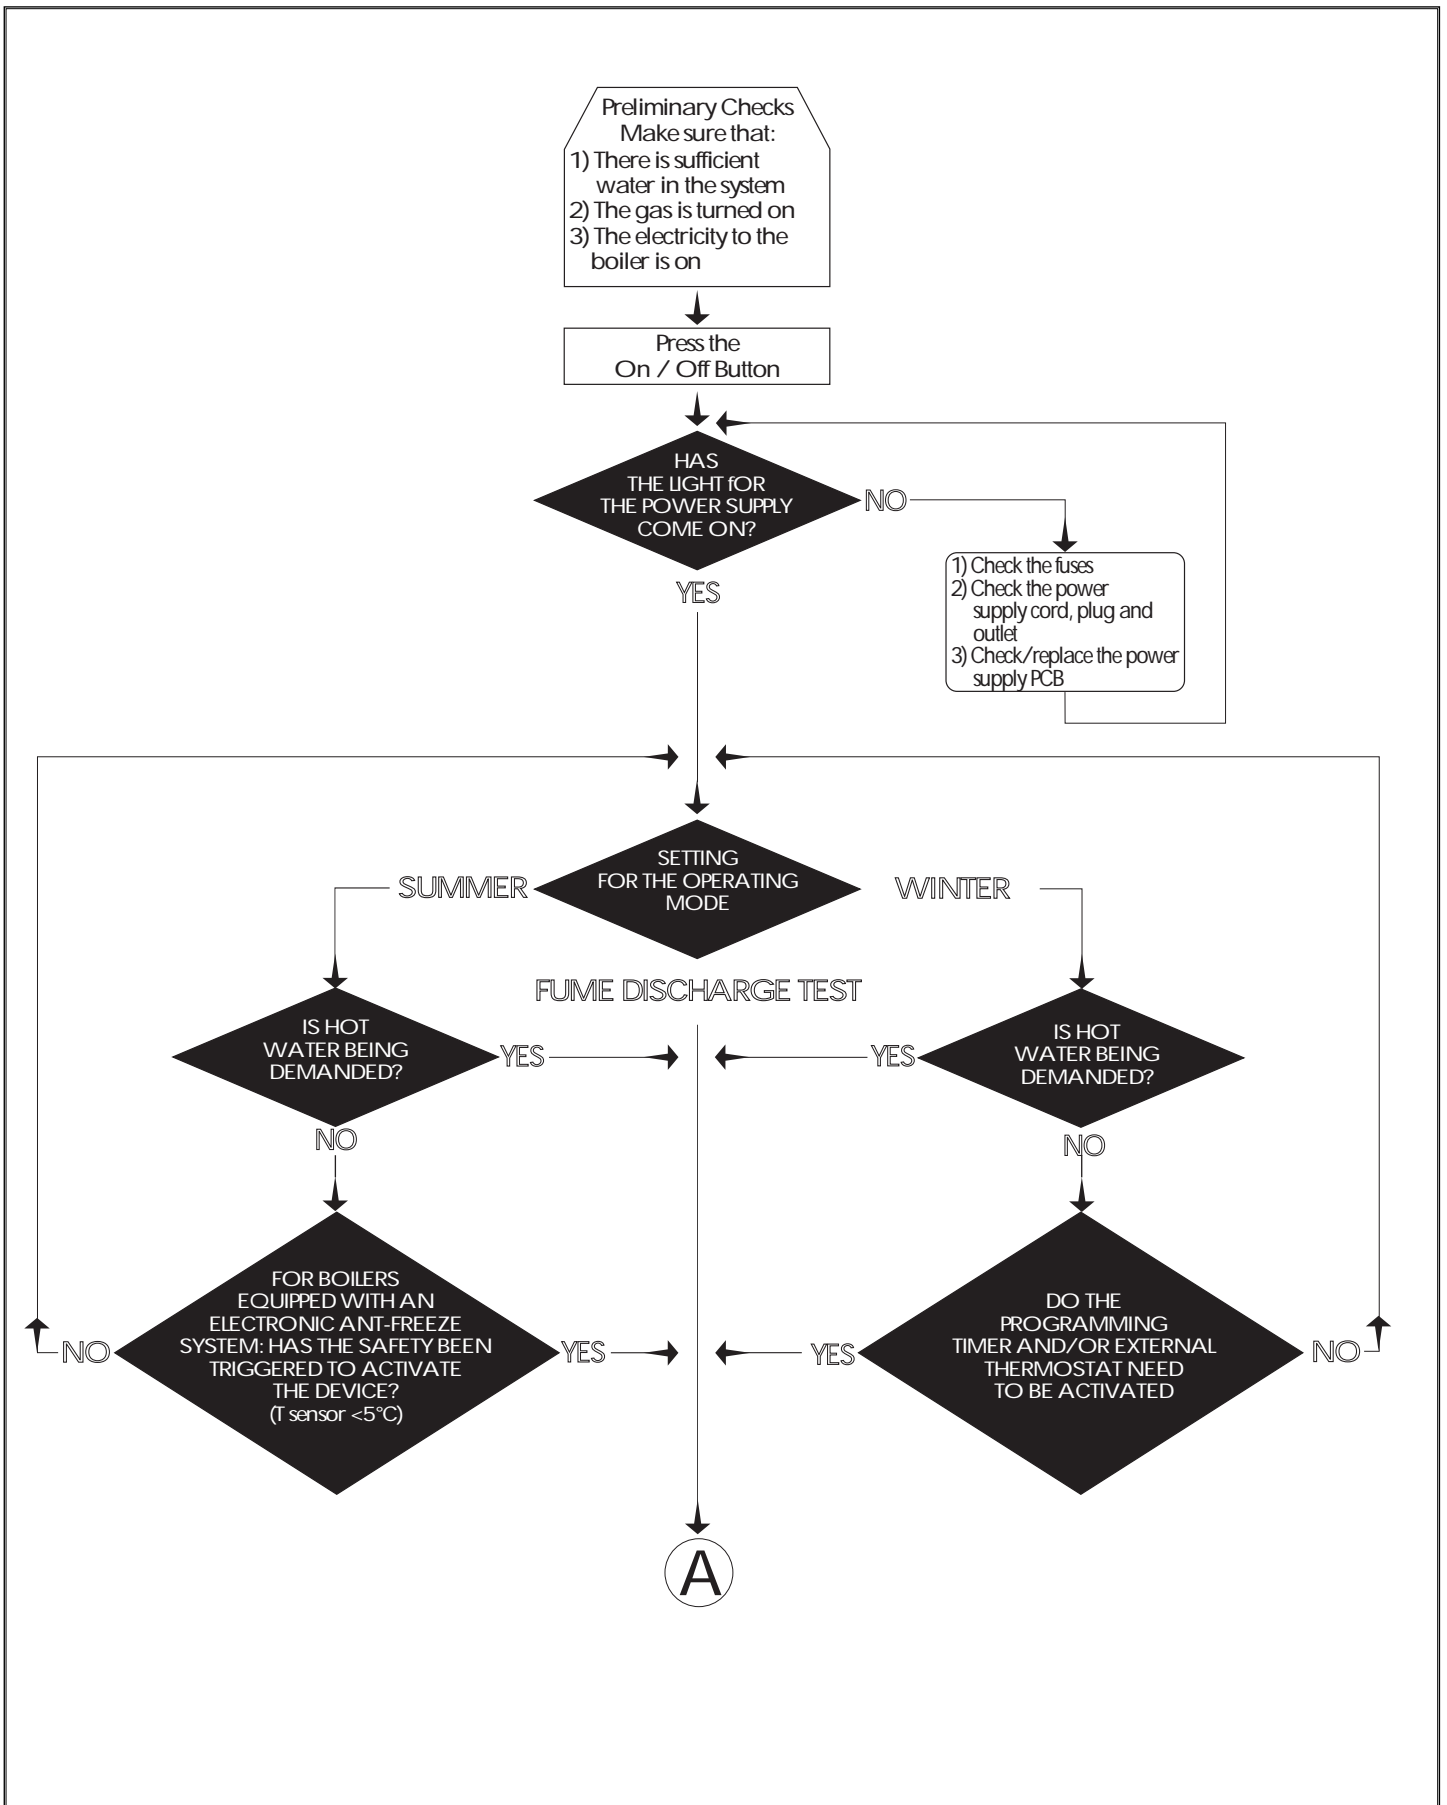 Preliminary Checks
Make sure that:
1) There is sufficient
water in the system
2) The gas is turned on
3) The electricity to the
boiler is on
Press the
On / Off Button
HAS
THE LIGHT fOR
THE POWER SUPPLY
COME ON?
NO
YES
1) Check the fuses
2) Check the power
supply cord, plug and
outlet
3) Check/replace the power
supply PCB
SETTING
FOR THE OPERATING
MODE
SUMMER
WINTER
FUME DISCHARGE TEST
IS HOT
WATER BEING
DEMANDED?
YES
NO
YES
IS HOT
WATER BEING
DEMANDED?
NO
FOR BOILERS
EQUIPPED WITH AN
ELECTRONIC ANT-FREEZE
SYSTEM: HAS THE SAFETY BEEN
TRIGGERED TO ACTIVATE
THE DEVICE?
(T sensor <5°C)
NO
YES
YES
DO THE
PROGRAMMING
TIMER AND/OR EXTERNAL
THERMOSTAT NEED
TO BE ACTIVATED
NO
A